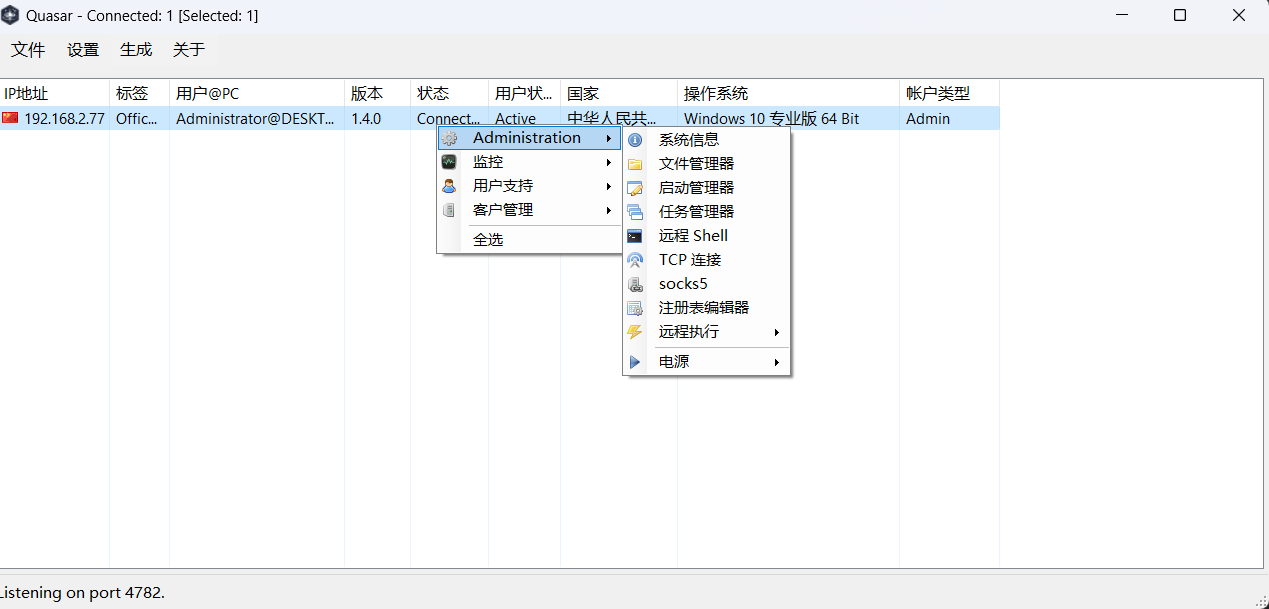 Quasar - Connected: 1 [Selected: 1]
文件 设置 生成 关于
IP地址 标签 用户@PC 版本 状态 用户状... 国家 操作系统 帐户类型
192.168.2.77 Offic... Administrator@DESKT... 1.4.0 Connect... Active 中华人民共... Windows 10 专业版 64 Bit Admin
Administration
监控
用户支持
客户管理
全选
系统信息
文件管理器
启动管理器
任务管理器
远程 Shell
TCP 连接
socks5
注册表编辑器
远程执行
电源
Listening on port 4782.